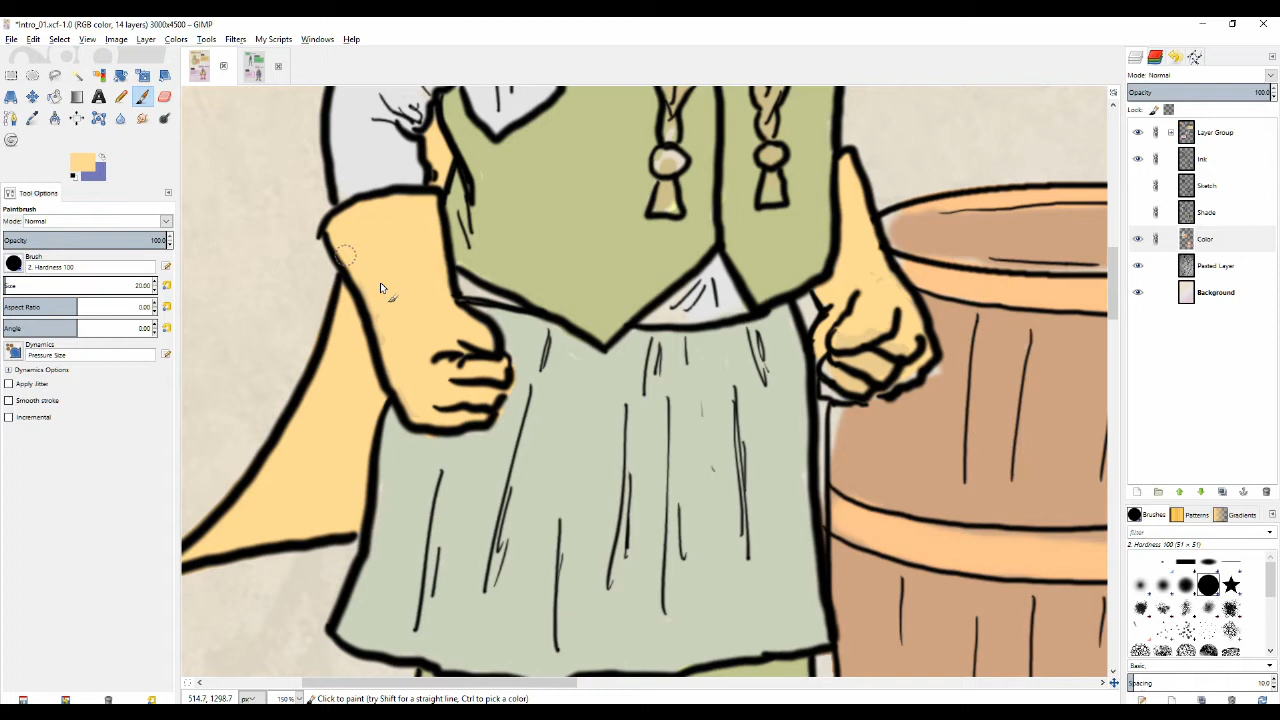 *Intro_01.xcf-1.0 (RGB color, 14 layers) 3000x4500 – GIMP
File Edit Select View Image Layer Colors Tools Filters My Scripts Windows Help
Tool Options
Paintbrush
Mode: Normal
Opacity 100.0
Brush
2. Hardness 100
Size 20.00
Aspect Ratio 0.00
Angle 0.00
Dynamics
Pressure Size
Dynamics Options
Apply Jitter
Smooth stroke
Incremental
514.7, 1298.7 px 150% Click to paint (try Shift for a straight line, Ctrl to pick a color)
Mode: Normal
Opacity 100.0
Lock:
Layer Group
Ink
Sketch
Shade
Color
Pasted Layer
Background
Brushes Patterns Gradients
filter
2. Hardness 100 (51 × 51)
Basic,
Spacing 10.0